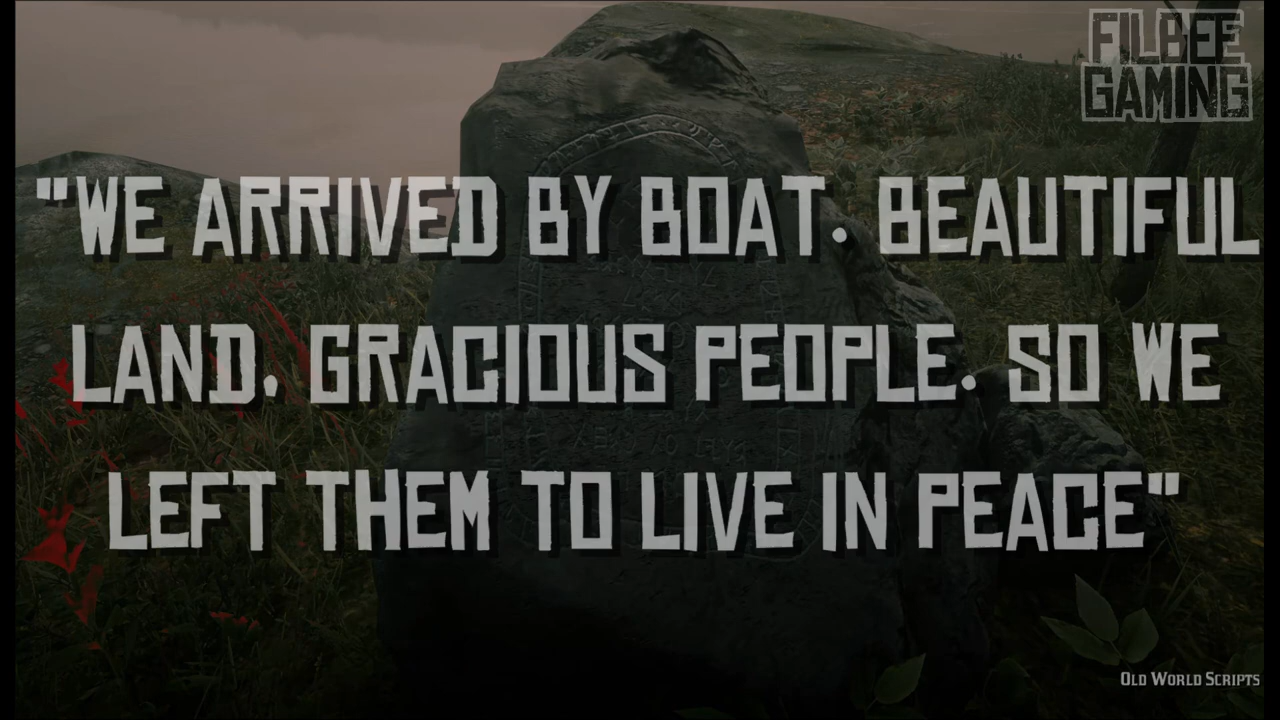 FILBEE
GAMING
"WE ARRIVED BY BOAT. BEAUTIFUL
LAND. GRACIOUS PEOPLE. SO WE
LEFT THEM TO LIVE IN PEACE"
OLD WORLD SCRIPTS